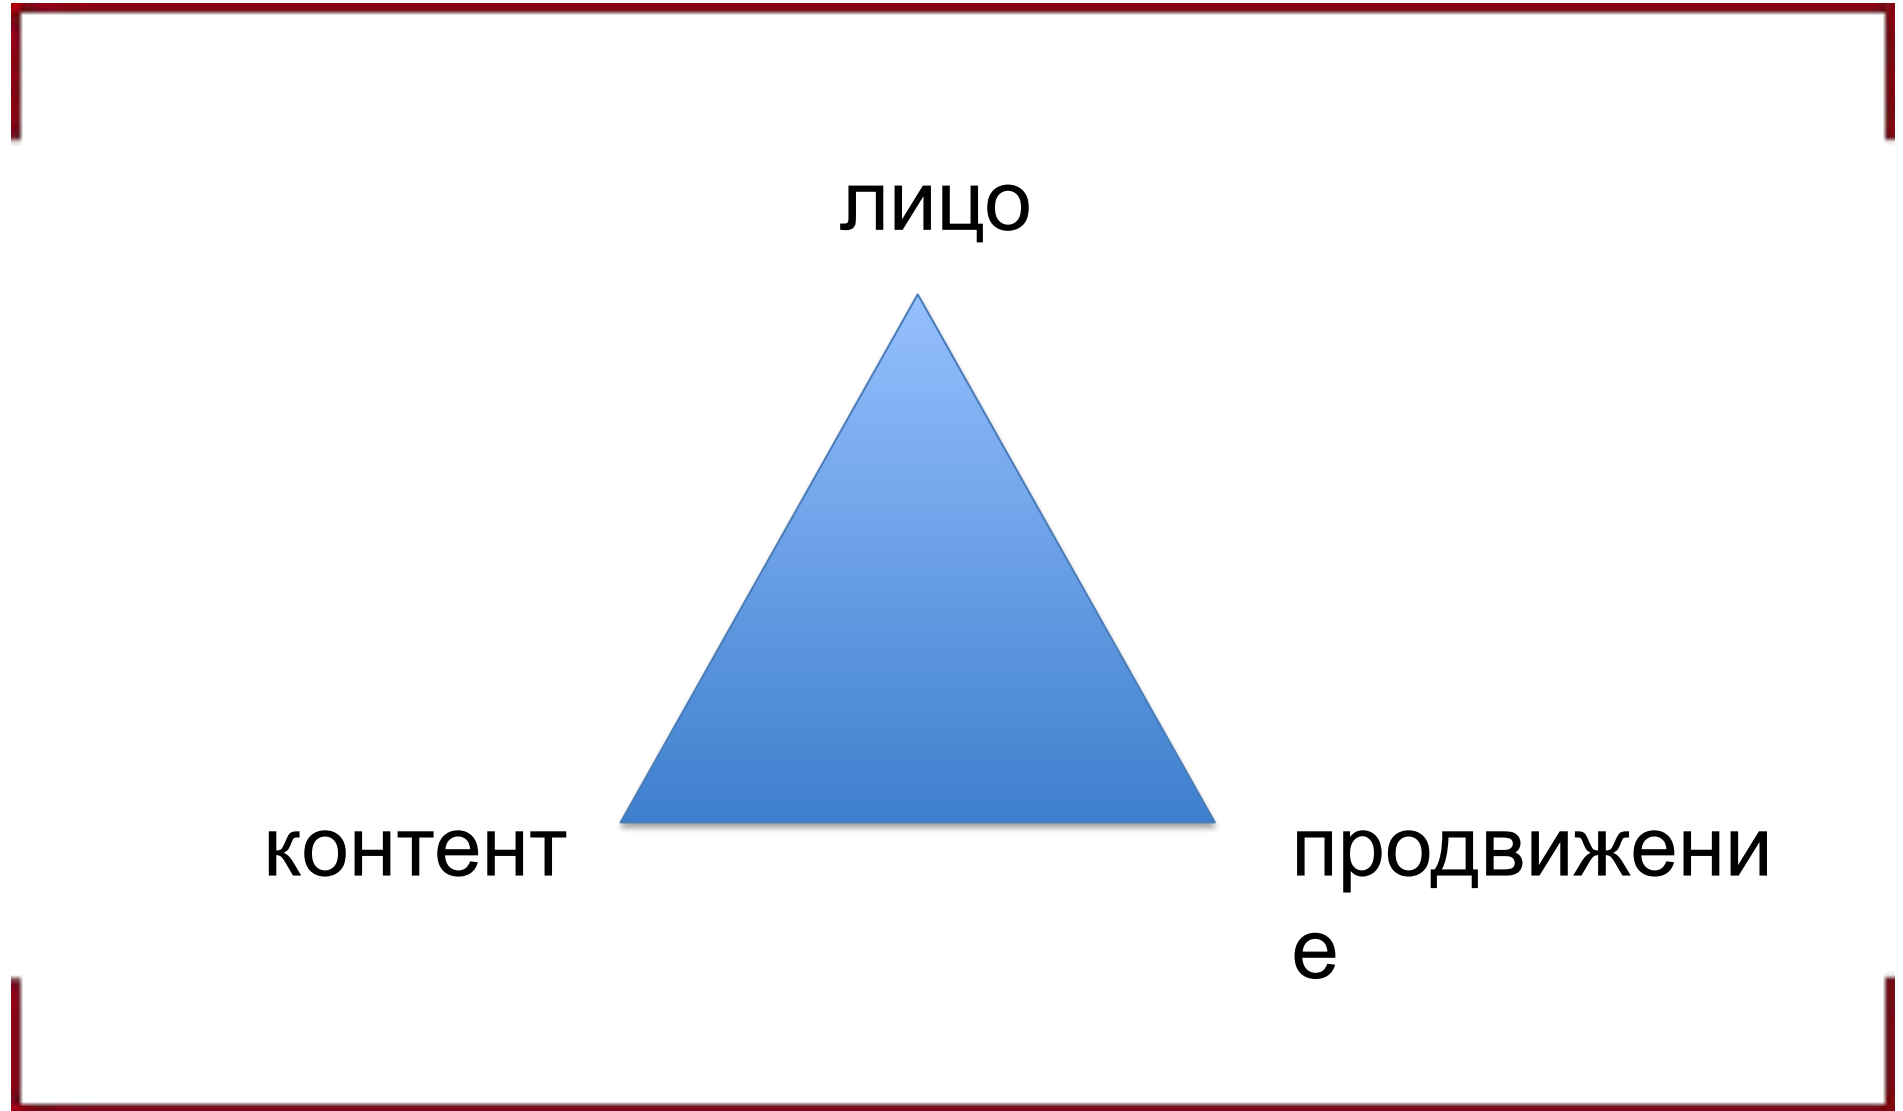 лицо
контент
продвижени
е